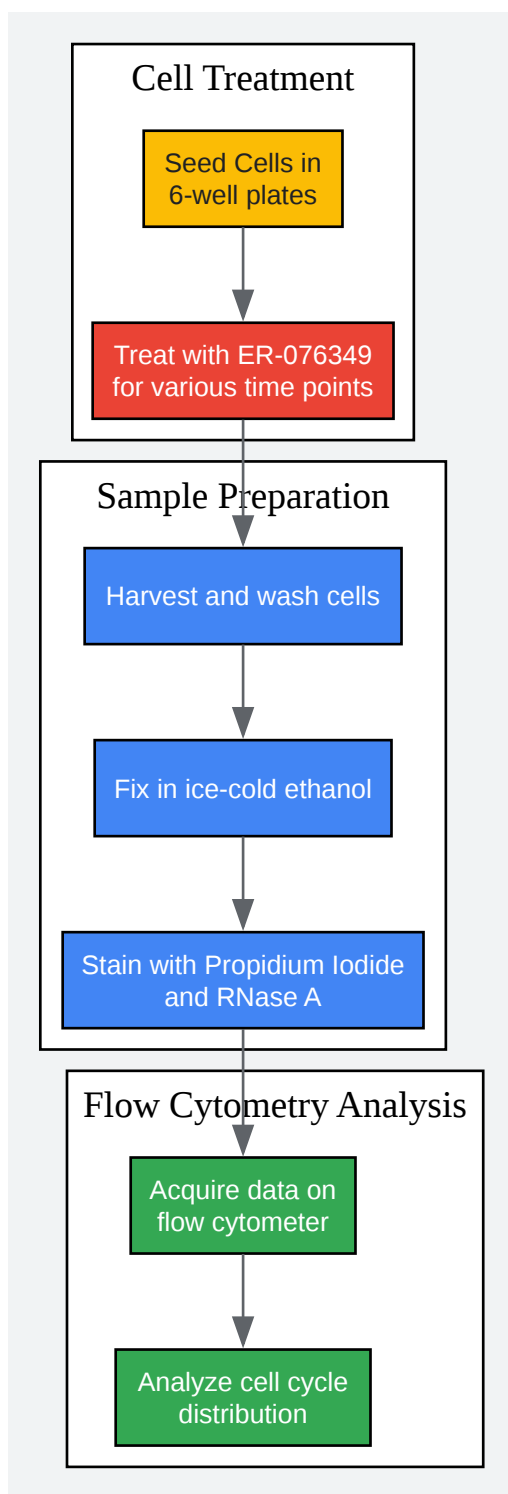 Cell Treatment
Seed Cells in
6-well plates
Treat with ER-076349
for various time points
Sample Preparation
Harvest and wash cells
Fix in ice-cold ethanol
Stain with Propidium Iodide
and RNase A
Flow Cytometry Analysis
Acquire data on
flow cytometer
Analyze cell cycle
distribution